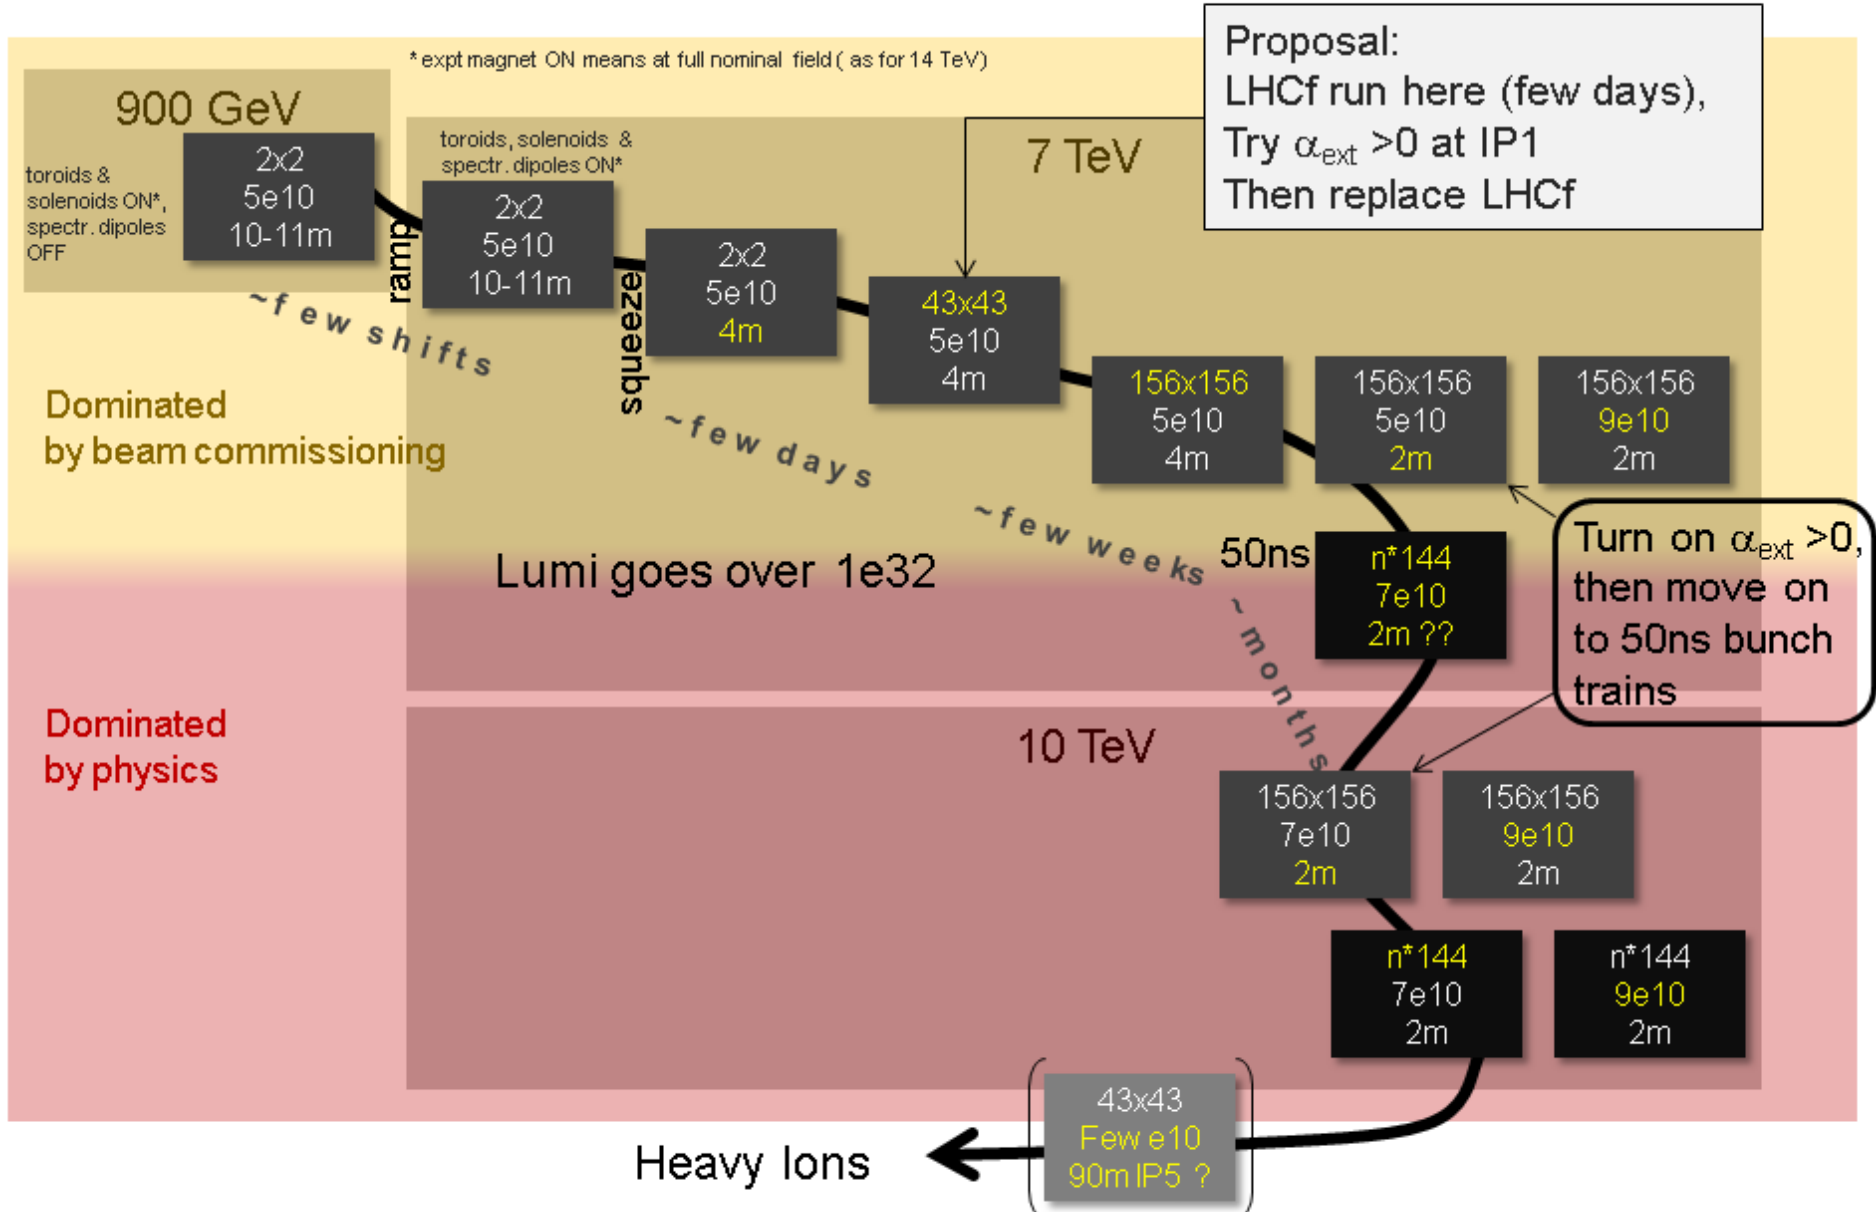 * expt magnet ON means at full nominal field ( as for 14 TeV)
Proposal:
LHCf run here (few days),
Try αext >0 at IP1
Then replace LHCf
900 GeV
toroids &
solenoids ON*,
spectr. dipoles
OFF
2x2
5e10
10-11m
ramp
toroids, solenoids &
spectr. dipoles ON*
7 TeV
2x2
5e10
10-11m
squeeze
2x2
5e10
4m
43x43
5e10
4m
156x156
5e10
4m
156x156
5e10
2m
156x156
9e10
2m
~few shifts
~few days
~few weeks
~months
Dominated
by beam commissioning
Lumi goes over 1e32
50ns
n*144
7e10
2m ??
Turn on αext >0,
then move on
to 50ns bunch
trains
Dominated
by physics
10 TeV
156x156
7e10
2m
156x156
9e10
2m
n*144
7e10
2m
n*144
9e10
2m
43x43
Few e10
90m IP5 ?
Heavy Ions